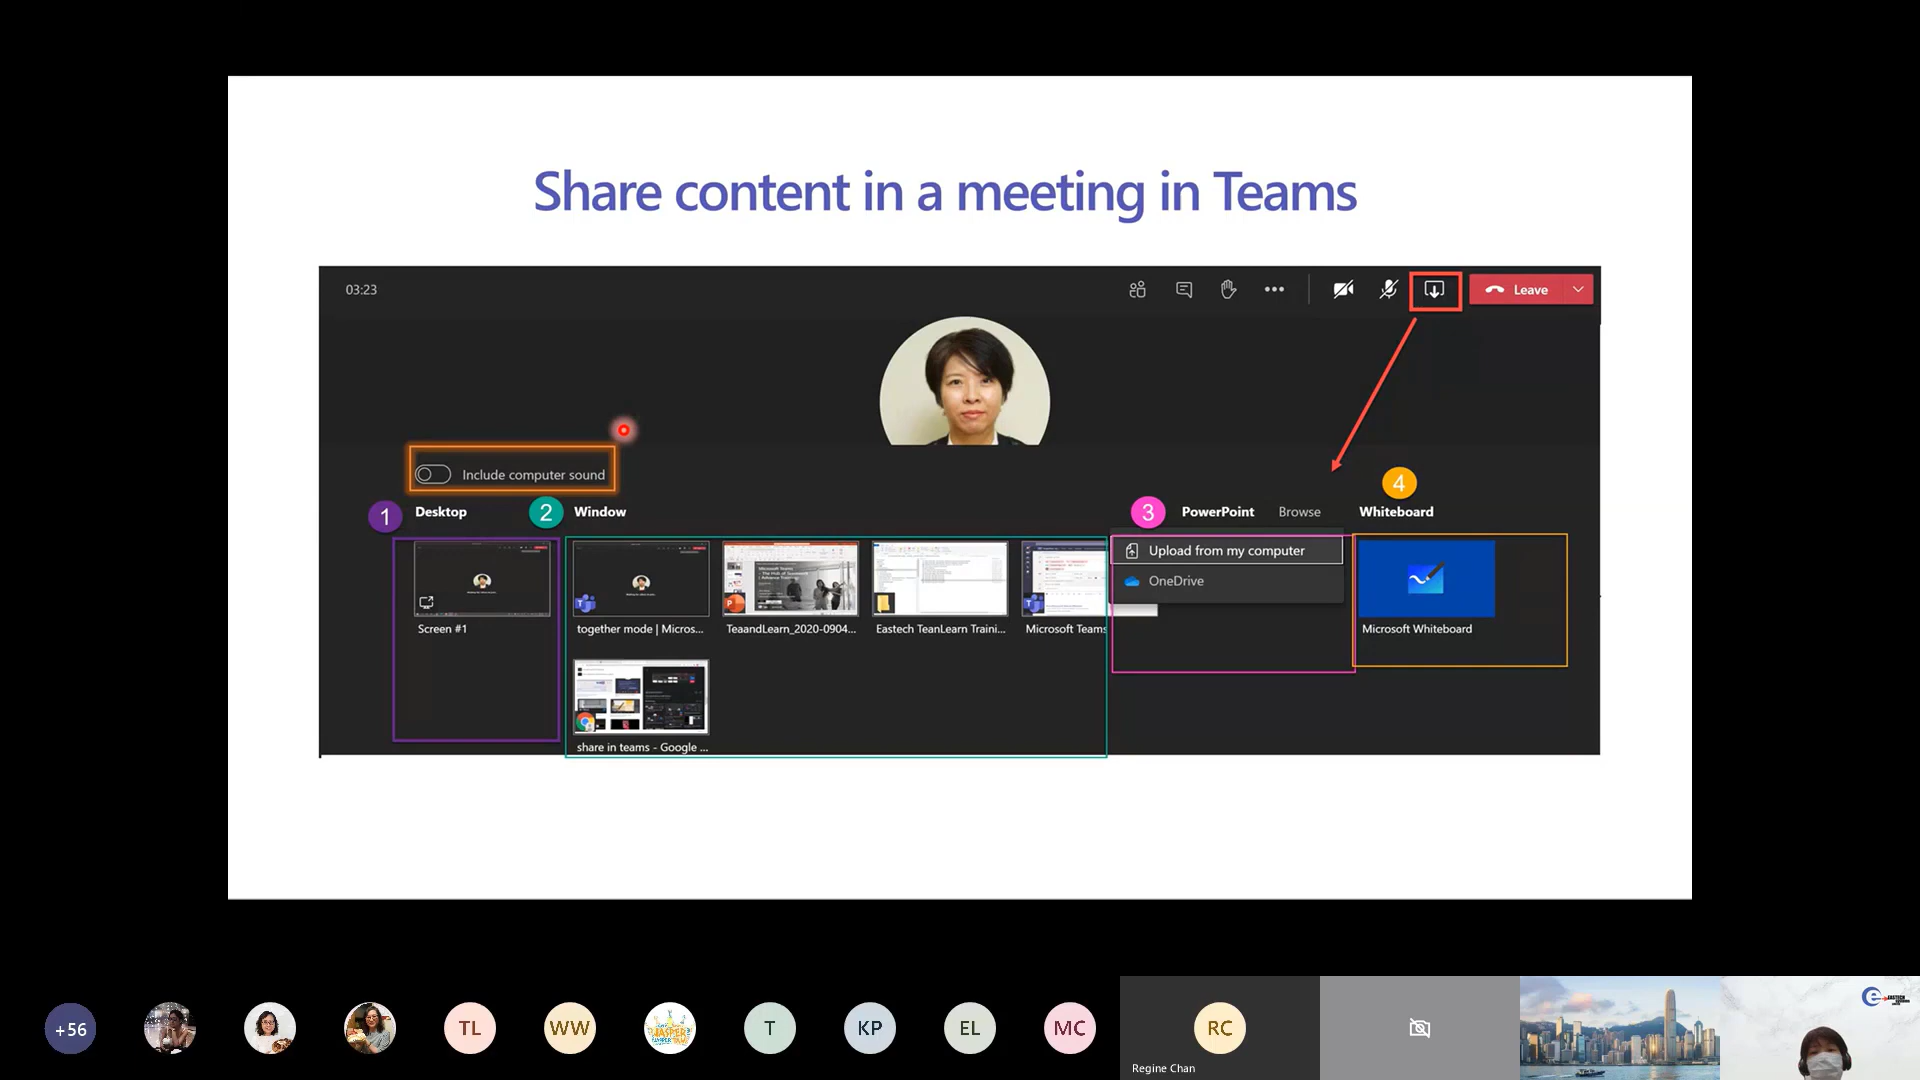 Share content in a meeting in Teams
03:23
Leave
Include computer sound
1
Desktop
2
Window
3
PowerPoint
Browse
4
Whiteboard
Upload from my computer
OneDrive
Screen #1
together mode | Micros...
TeaandLearn_2020-0904...
Eastech TeanLearn Traini...
Microsoft Teams
Microsoft Whiteboard
share in teams - Google ...
+56
TL
WW
JASPER
T
KP
EL
MC
RC
Regine Chan